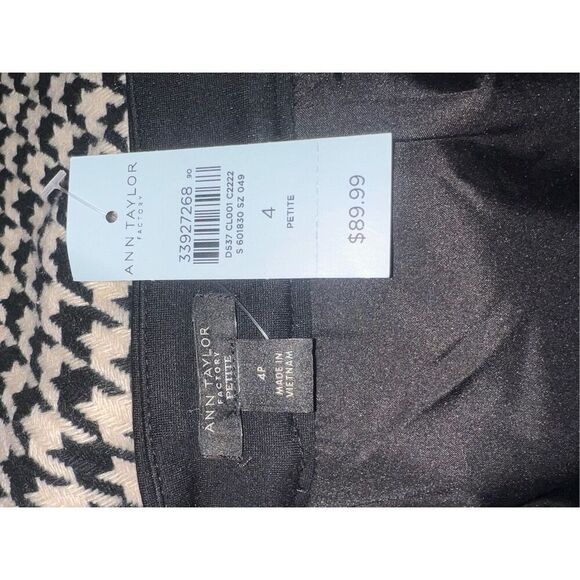 ANN TAYLOR
FACTORY
33927268 90
DS37 CL001 C2222
S 601830 SZ 049
4
PETITE
$89.99
ANN TAYLOR
FACTORY
PETITE
4P
MADE IN
VIETNAM